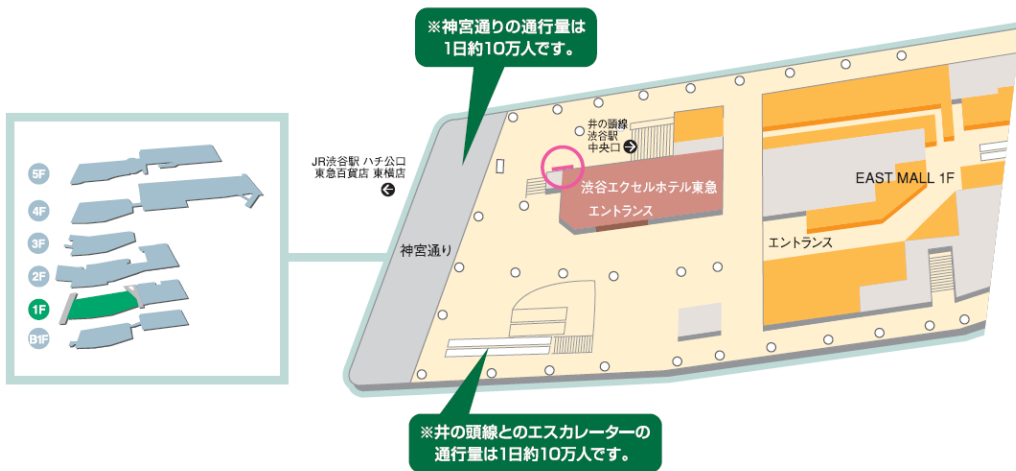 ※神宮通りの通行量は
1日約10万人です。
5F
4F
3F
2F
1F
B1F
JR渋谷駅 ハチ公口
東急百貨店 東横店
神宮通り
井の頭線
渋谷駅
中央口
渋谷エクセルホテル東急
エントランス
EAST MALL 1F
エントランス
※井の頭線とのエスカレーターの
通行量は1日約10万人です。